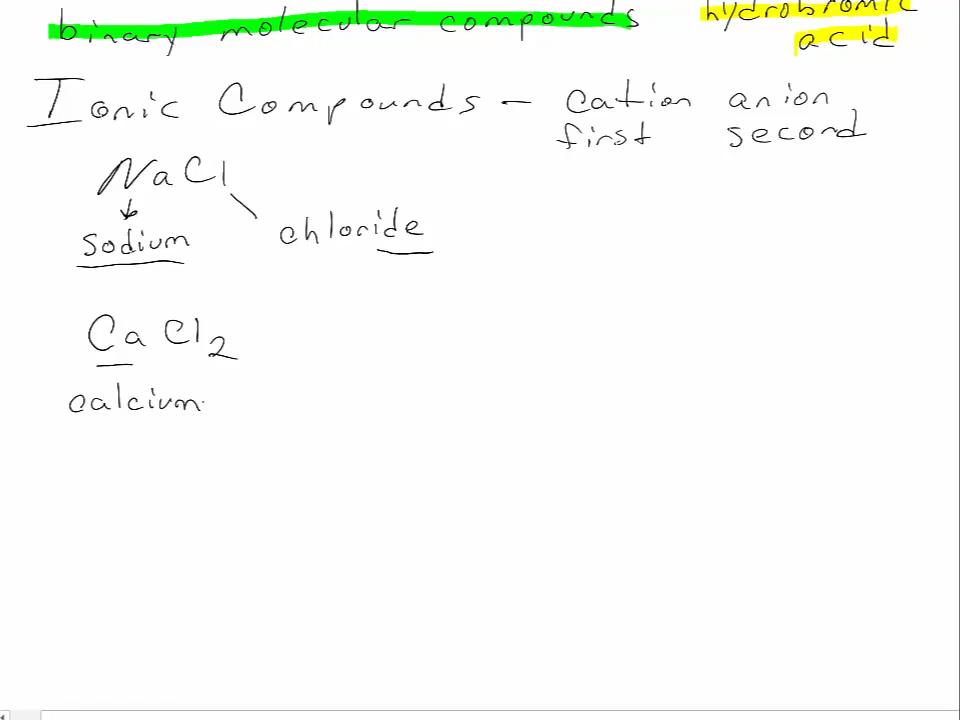 binary molecular compounds hydrobromic
acid
Ionic Compounds - cation anion
first second
NaCl
sodium chloride
CaCl2
calcium